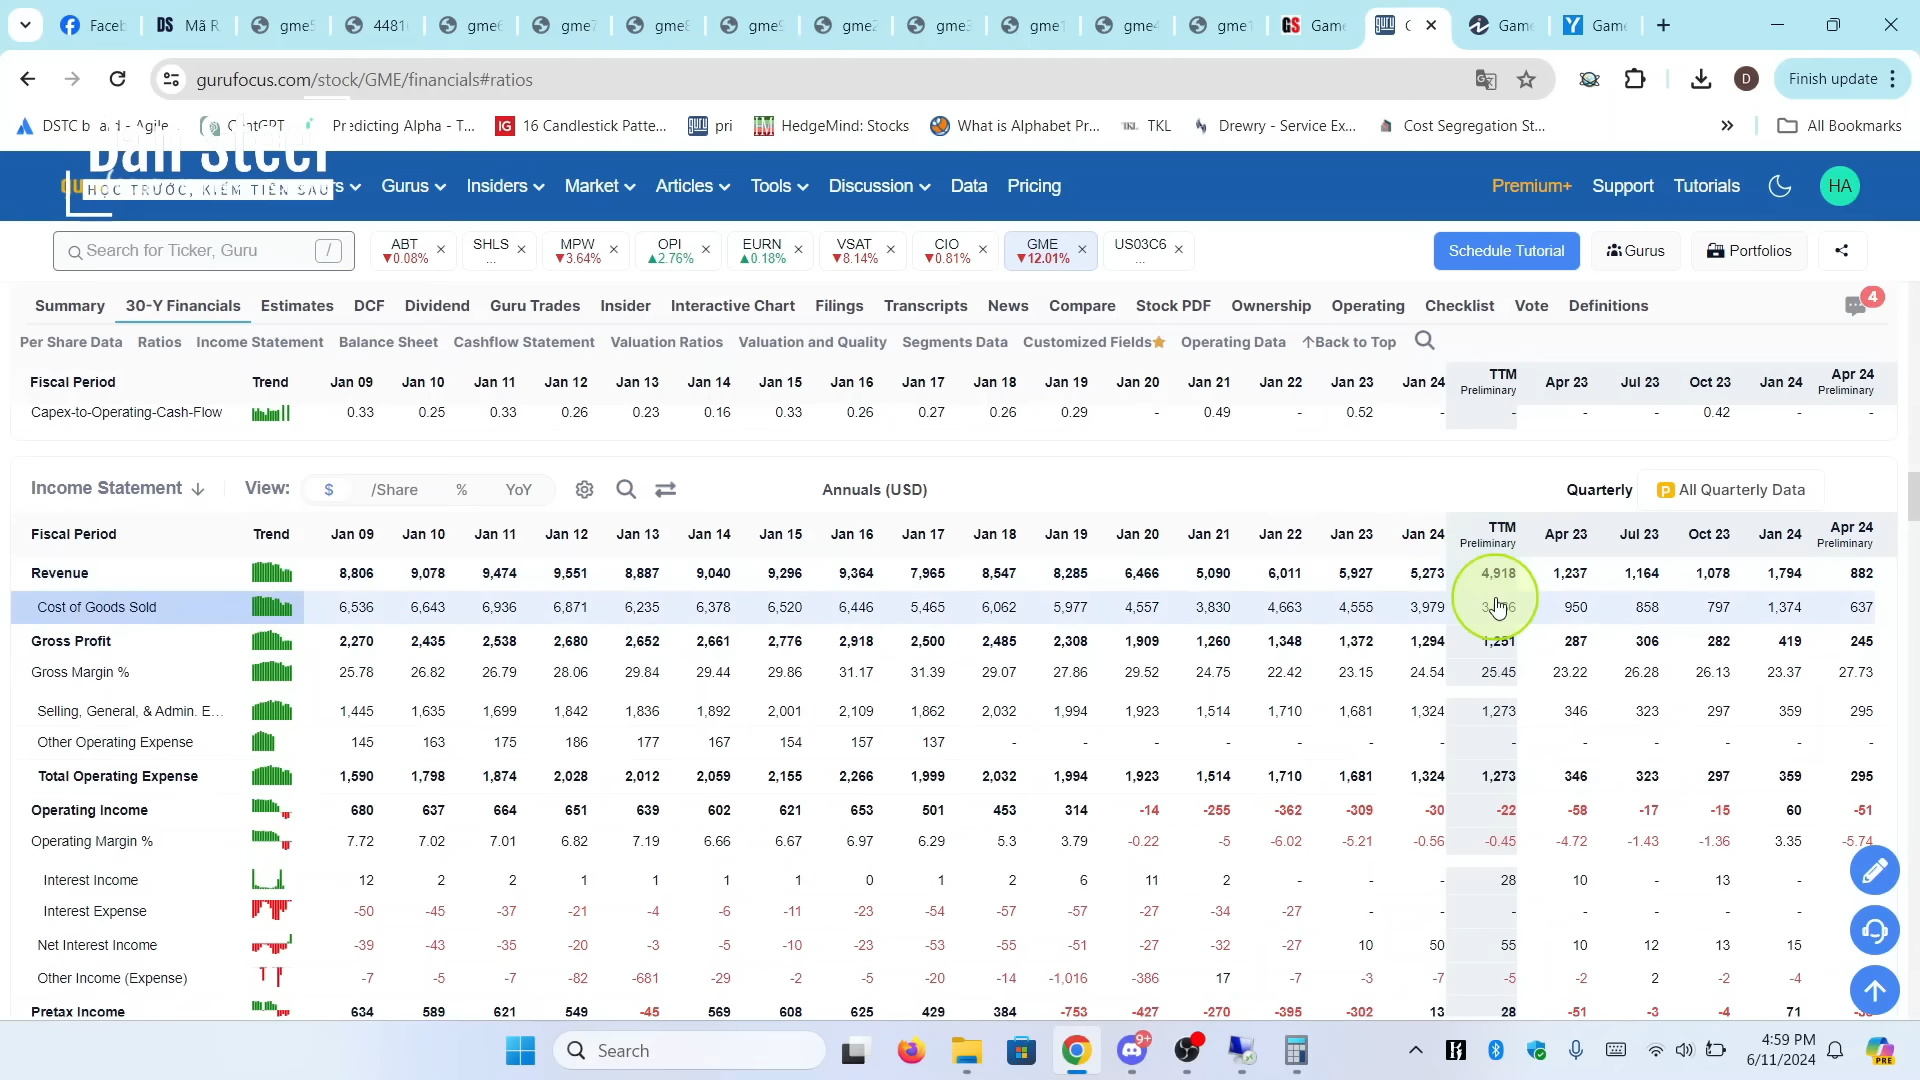 Faceb
Mã R
gme5
4481
gme6
gme7
gme8
gme9
gme2
gme3
gme1
gme4
gme1
Game
Game
Game
gurufocus.com/stock/GME/financials#ratios
D
Finish update
DSTC board - Agile
ChatGPT
Predicting Alpha - T...
16 Candlestick Patte...
pri
HedgeMind: Stocks
What is Alphabet Pr...
TKL
Drewry - Service Ex...
Cost Segregation St...
All Bookmarks
Dan Steel
HỌC TRƯỚC, KIẾM TIỀN SAU
Gurus Insiders Market Articles Tools Discussion Data Pricing
Premium+ Support Tutorials HA
Search for Ticker, Guru /
ABT ▼0.08%
SHLS ...
MPW ▼3.64%
OPI ▲2.76%
EURN ▲0.18%
VSAT ▼8.14%
CIO ▼0.81%
GME ▼12.01%
US03C6 ...
Schedule Tutorial Gurus Portfolios
Summary 30-Y Financials Estimates DCF Dividend Guru Trades Insider Interactive Chart Filings Transcripts News Compare Stock PDF Ownership Operating Checklist Vote Definitions 4
Per Share Data Ratios Income Statement Balance Sheet Cashflow Statement Valuation Ratios Valuation and Quality Segments Data Customized Fields Operating Data ↑Back to Top
Fiscal Period Trend Jan 09 Jan 10 Jan 11 Jan 12 Jan 13 Jan 14 Jan 15 Jan 16 Jan 17 Jan 18 Jan 19 Jan 20 Jan 21 Jan 22 Jan 23 Jan 24 TTM Preliminary Apr 23 Jul 23 Oct 23 Jan 24 Apr 24 Preliminary
Capex-to-Operating-Cash-Flow 0.33 0.25 0.33 0.26 0.23 0.16 0.33 0.26 0.27 0.26 0.29 - 0.49 - 0.52 - - - - 0.42 - -
Income Statement ↓ View: $ /Share % YoY Annuals (USD) Quarterly P All Quarterly Data
Fiscal Period Trend Jan 09 Jan 10 Jan 11 Jan 12 Jan 13 Jan 14 Jan 15 Jan 16 Jan 17 Jan 18 Jan 19 Jan 20 Jan 21 Jan 22 Jan 23 Jan 24 TTM Preliminary Apr 23 Jul 23 Oct 23 Jan 24 Apr 24 Preliminary
Revenue 8,806 9,078 9,474 9,551 8,887 9,040 9,296 9,364 7,965 8,547 8,285 6,466 5,090 6,011 5,927 5,273 4,918 1,237 1,164 1,078 1,794 882
Cost of Goods Sold 6,536 6,643 6,936 6,871 6,235 6,378 6,520 6,446 5,465 6,062 5,977 4,557 3,830 4,663 4,555 3,979 950 858 797 1,374 637
Gross Profit 2,270 2,435 2,538 2,680 2,652 2,661 2,776 2,918 2,500 2,485 2,308 1,909 1,260 1,348 1,372 1,294 1,251 287 306 282 419 245
Gross Margin % 25.78 26.82 26.79 28.06 29.84 29.44 29.86 31.17 31.39 29.07 27.86 29.52 24.75 22.42 23.15 24.54 25.45 23.22 26.28 26.13 23.37 27.73
Selling, General, & Admin. E... 1,445 1,635 1,699 1,842 1,836 1,892 2,001 2,109 1,862 2,032 1,994 1,923 1,514 1,710 1,681 1,324 1,273 346 323 297 359 295
Other Operating Expense 145 163 175 186 177 167 154 157 137 - - - - - - - - - - - - -
Total Operating Expense 1,590 1,798 1,874 2,028 2,012 2,059 2,155 2,266 1,999 2,032 1,994 1,923 1,514 1,710 1,681 1,324 1,273 346 323 297 359 295
Operating Income 680 637 664 651 639 602 621 653 501 453 314 -14 -255 -362 -309 -30 -22 -58 -17 -15 60 -51
Operating Margin % 7.72 7.02 7.01 6.82 7.19 6.66 6.67 6.97 6.29 5.3 3.79 -0.22 -5 -6.02 -5.21 -0.56 -0.45 -4.72 -1.43 -1.36 3.35 -5.74
Interest Income 12 2 2 1 1 1 1 0 1 2 6 11 2 - - - 28 10 - 13 -
Interest Expense -50 -45 -37 -21 -4 -6 -11 -23 -54 -57 -57 -27 -34 -27 - - - - - - - -
Net Interest Income -39 -43 -35 -20 -3 -5 -10 -23 -53 -55 -51 -27 -32 -27 10 50 55 10 12 13 15
Other Income (Expense) -7 -5 -7 -82 -681 -29 -2 -5 -20 -14 -1,016 -386 17 -7 -3 -7 -5 -2 2 -2 -4
Pretax Income 634 589 621 549 -45 569 608 625 429 384 -753 -427 -270 -395 -302 13 28 -51 -3 -4 71
Search
9+
4:59 PM
6/11/2024
PRE